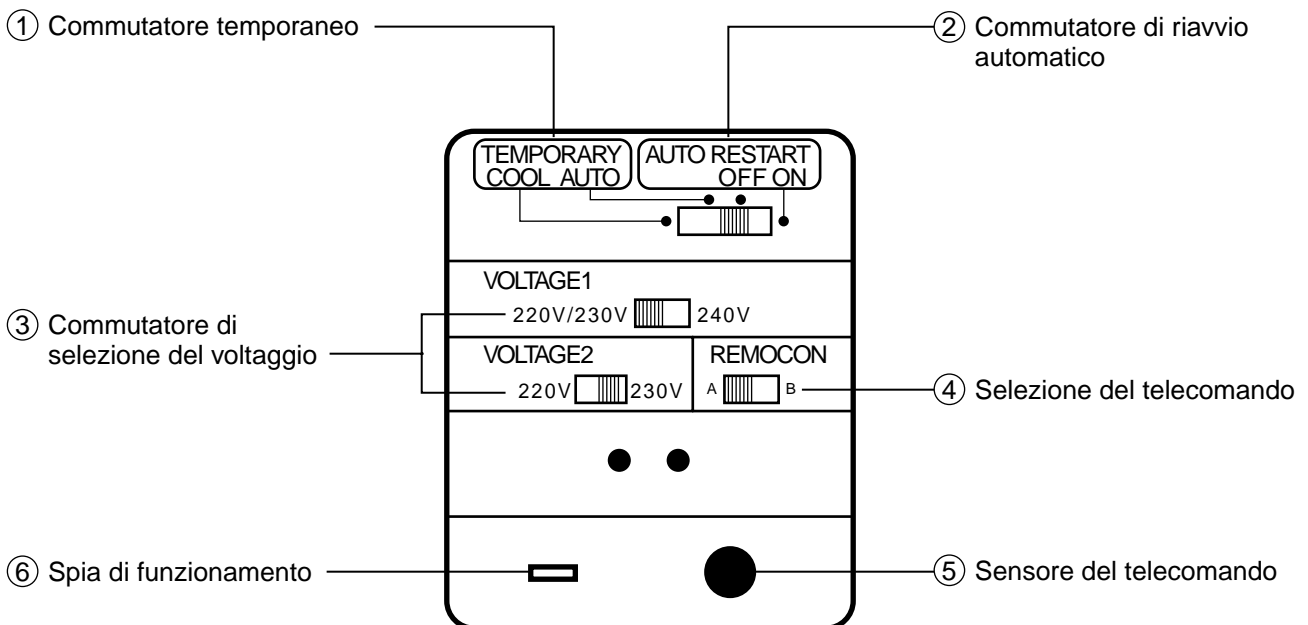 ① Commutatore temporaneo
② Commutatore di riavvio
automatico
TEMPORARY
COOL AUTO
AUTO RESTART
OFF ON
VOLTAGE1
220V/230V 240V
③ Commutatore di
selezione del voltaggio
VOLTAGE2
220V 230V
REMOCON
A B
④ Selezione del telecomando
⑥ Spia di funzionamento
⑤ Sensore del telecomando